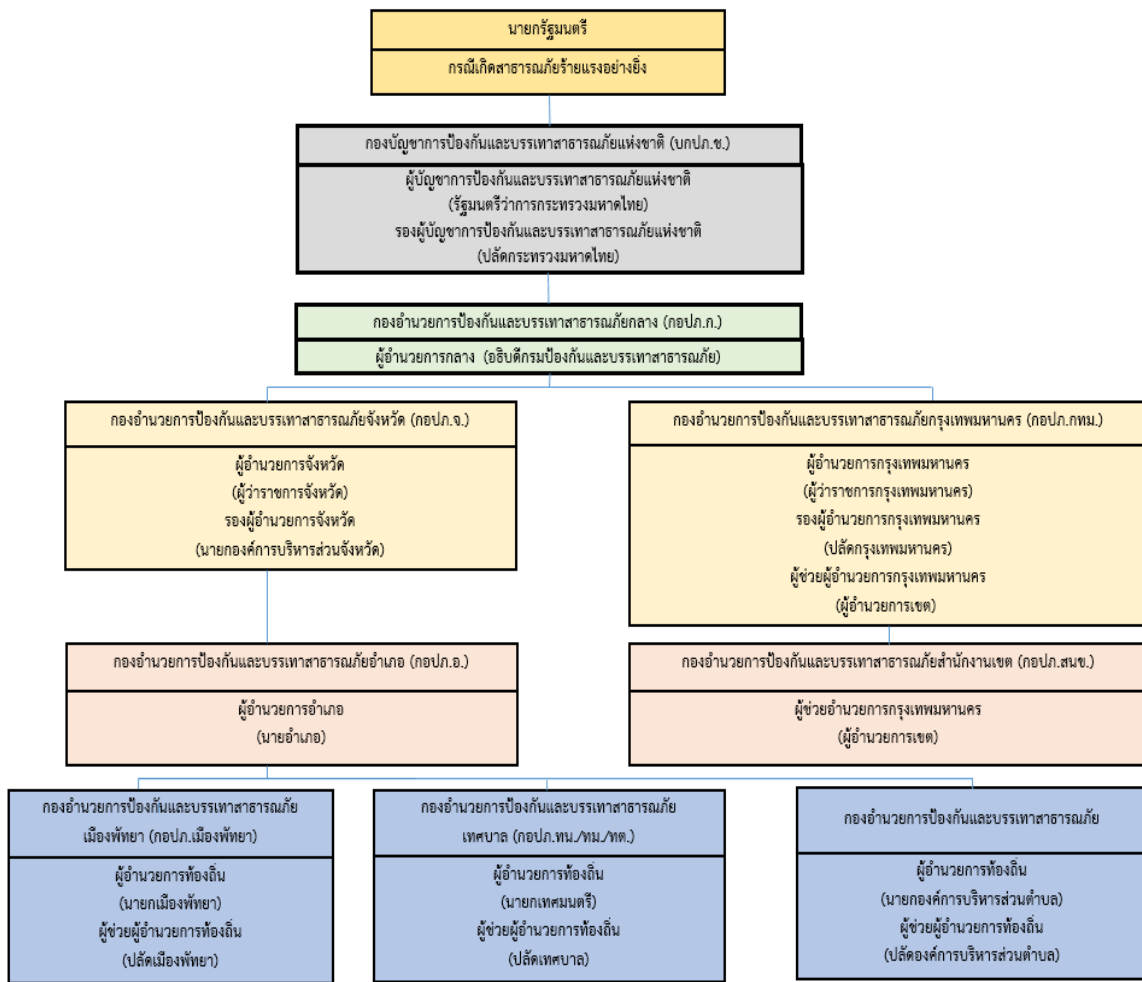 นายกรัฐมนตรี
กรณีเกิดสาธารณภัยร้ายแรงอย่างยิ่ง
กองบัญชาการป้องกันและบรรเทาสาธารณภัยแห่งชาติ (บกปภ.ช.)
ผู้บัญชาการป้องกันและบรรเทาสาธารณภัยแห่งชาติ
(รัฐมนตรีว่าการกระทรวงมหาดไทย)
รองผู้บัญชาการป้องกันและบรรเทาสาธารณภัยแห่งชาติ
(ปลัดกระทรวงมหาดไทย)
กองอำนวยการป้องกันและบรรเทาสาธารณภัยกลาง (กอปภ.ก.)
ผู้อำนวยการกลาง (อธิบดีกรมป้องกันและบรรเทาสาธารณภัย)
กองอำนวยการป้องกันและบรรเทาสาธารณภัยจังหวัด (กอปภ.จ.)
ผู้อำนวยการจังหวัด
(ผู้ว่าราชการจังหวัด)
รองผู้อำนวยการจังหวัด
(นายกองค์การบริหารส่วนจังหวัด)
กองอำนวยการป้องกันและบรรเทาสาธารณภัยกรุงเทพมหานคร (กอปภ.กทม.)
ผู้อำนวยการกรุงเทพมหานคร
(ผู้ว่าราชการกรุงเทพมหานคร)
รองผู้อำนวยการกรุงเทพมหานคร
(ปลัดกรุงเทพมหานคร)
ผู้ช่วยผู้อำนวยการกรุงเทพมหานคร
(ผู้อำนวยการเขต)
กองอำนวยการป้องกันและบรรเทาสาธารณภัยอำเภอ (กอปภ.อ.)
ผู้อำนวยการอำเภอ
(นายอำเภอ)
กองอำนวยการป้องกันและบรรเทาสาธารณภัยสำนักงานเขต (กอปภ.สนข.)
ผู้ช่วยอำนวยการกรุงเทพมหานคร
(ผู้อำนวยการเขต)
กองอำนวยการป้องกันและบรรเทาสาธารณภัย
เมืองพัทยา (กอปภ.เมืองพัทยา)
ผู้อำนวยการท้องถิ่น
(นายกเมืองพัทยา)
ผู้ช่วยผู้อำนวยการท้องถิ่น
(ปลัดเมืองพัทยา)
กองอำนวยการป้องกันและบรรเทาสาธารณภัย
เทศบาล (กอปภ.ทน./ทม./ทต.)
ผู้อำนวยการท้องถิ่น
(นายกเทศมนตรี)
ผู้ช่วยผู้อำนวยการท้องถิ่น
(ปลัดเทศบาล)
กองอำนวยการป้องกันและบรรเทาสาธารณภัย
ผู้อำนวยการท้องถิ่น
(นายกองค์การบริหารส่วนตำบล)
ผู้ช่วยผู้อำนวยการท้องถิ่น
(ปลัดองค์การบริหารส่วนตำบล)